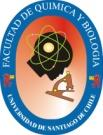 FACULTAD DE QUIMICA Y BIOLOGIA
UNIVERSIDAD DE SANTIAGO DE CHILE